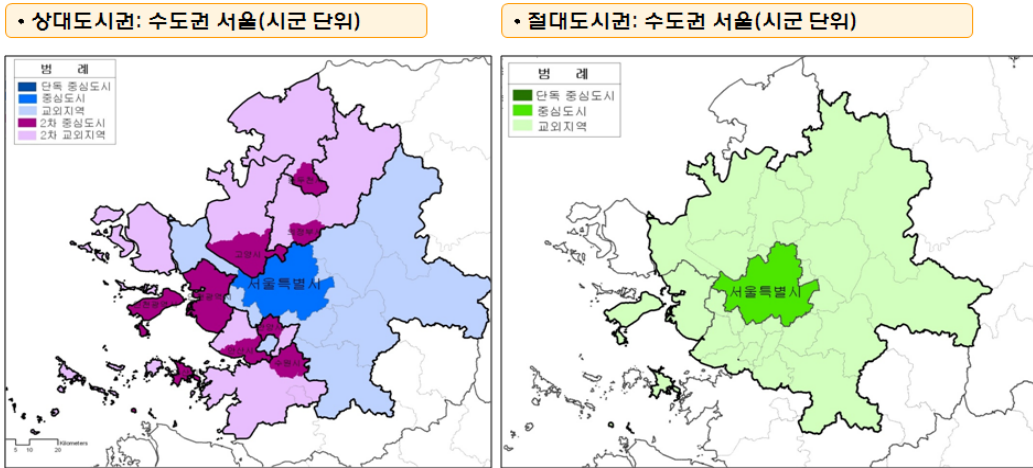 • 상대도시권: 수도권 서울(시군 단위)
• 절대도시권: 수도권 서울(시군 단위)
범 례
단독 중심도시
중심도시
교외지역
2차 중심도시
2차 교외지역
고양시
서울특별시
5 10 20 Kilometers
범 례
단독 중심도시
중심도시
교외지역
서울특별시